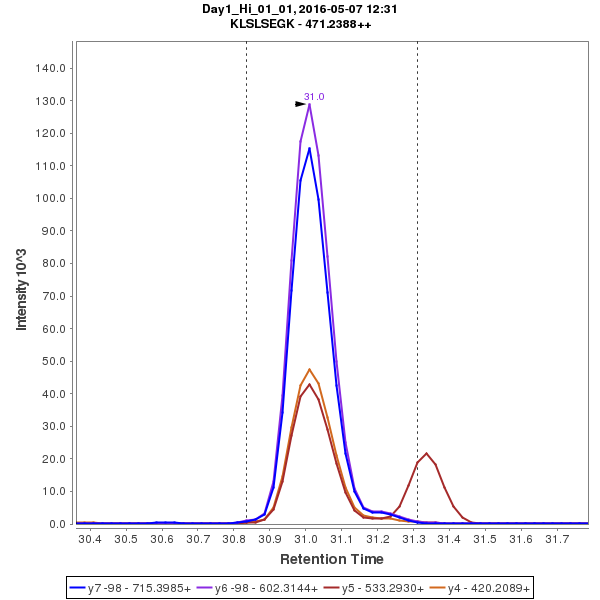 Day1_Hi_01_01, 2016-05-07 12:31
KLSLSEGK - 471.2388++
31.0
140.0
130.0
120.0
110.0
100.0
90.0
80.0
70.0
60.0
50.0
40.0
30.0
20.0
10.0
0.0
Intensity 10^3
30.4 30.5 30.6 30.7 30.8 30.9 31.0 31.1 31.2 31.3 31.4 31.5 31.6 31.7
Retention Time
y7 -98 - 715.3985+ y6 -98 - 602.3144+ y5 - 533.2930+ y4 - 420.2089+